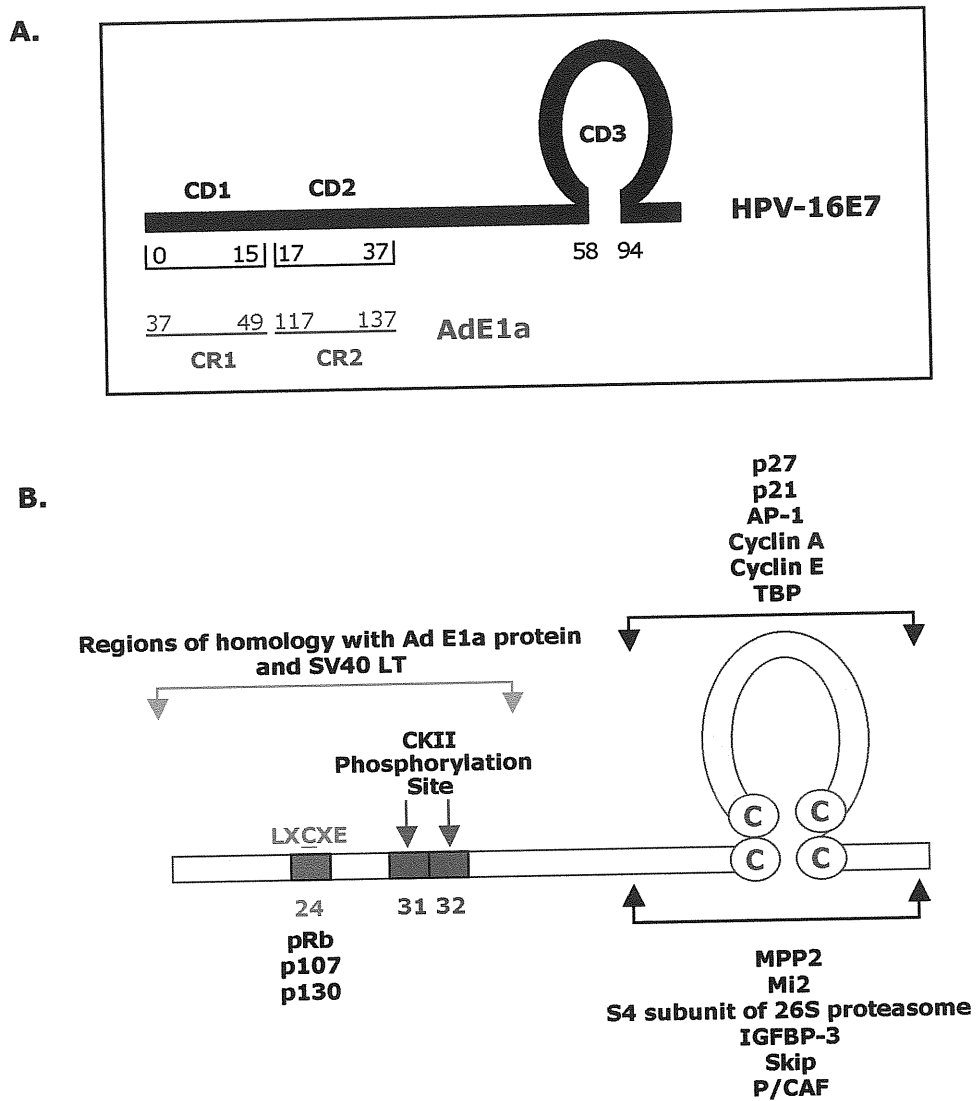 A.
CD3
CD1 CD2
HPV-16E7
0 15 17 37 58 94
37 49 117 137 AdE1a
CR1 CR2
B.
p27
p21
AP-1
Cyclin A
Cyclin E
TBP
Regions of homology with Ad E1a protein
and SV40 LT
CKII
Phosphorylation
Site
LXCXE
C C
C C
24 31 32
pRb
p107
p130
MPP2
Mi2
S4 subunit of 26S proteasome
IGFBP-3
Skip
P/CAF